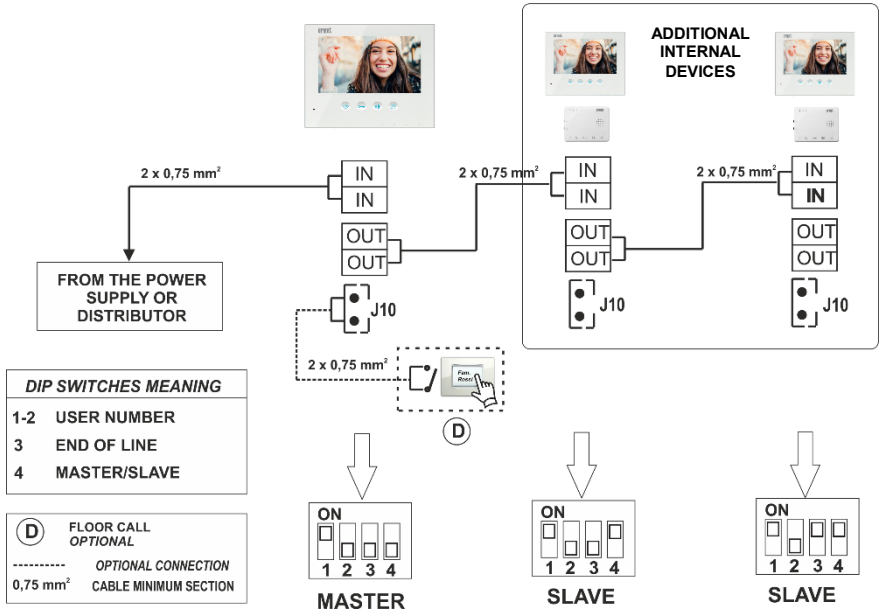 urmet
ADDITIONAL
INTERNAL
DEVICES
2 x 0,75 mm²
IN
IN
2 x 0,75 mm²
IN
IN
2 x 0,75 mm²
IN
IN
OUT
OUT
OUT
OUT
OUT
OUT
FROM THE POWER
SUPPLY OR
DISTRIBUTOR
J10
J10
J10
2 x 0,75 mm²
Fam.
Rossi
D
DIP SWITCHES MEANING
1-2 USER NUMBER
3 END OF LINE
4 MASTER/SLAVE
D FLOOR CALL
OPTIONAL
---------- OPTIONAL CONNECTION
0,75 mm² CABLE MINIMUM SECTION
ON
1 2 3 4
MASTER
ON
1 2 3 4
SLAVE
ON
1 2 3 4
SLAVE